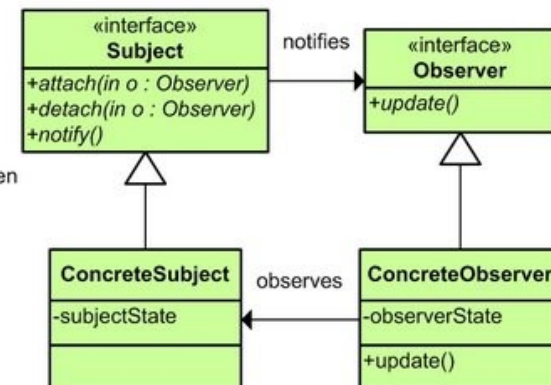 «interface»
Subject
+attach(in o : Observer)
+detach(in o : Observer)
+notify()
notifies
«interface»
Observer
+update()
en
ConcreteSubject
-subjectState
observes
ConcreteObserver
-observerState
+update()